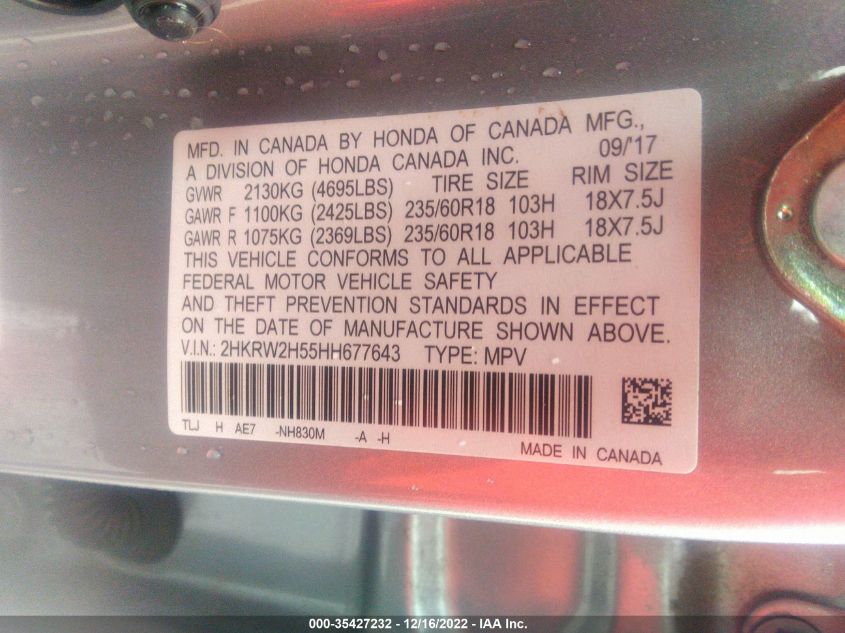 MFD. IN CANADA BY HONDA OF CANADA MFG.,
A DIVISION OF HONDA CANADA INC. 09/'17
GVWR 2130KG (4695LBS) TIRE SIZE RIM SIZE
GAWR F 1100KG (2425LBS) 235/60R18 103H 18X7.5J
GAWR R 1075KG (2369LBS) 235/60R18 103H 18X7.5J
THIS VEHICLE CONFORMS TO ALL APPLICABLE
FEDERAL MOTOR VEHICLE SAFETY
AND THEFT PREVENTION STANDARDS IN EFFECT
ON THE DATE OF MANUFACTURE SHOWN ABOVE.
V.I.N.: 2HKRW2H55HH677643 TYPE: MPV
TLJ H AE7 -NH830M -A -H
MADE IN CANADA
000-35427232 - 12/16/2022 - IAA Inc.